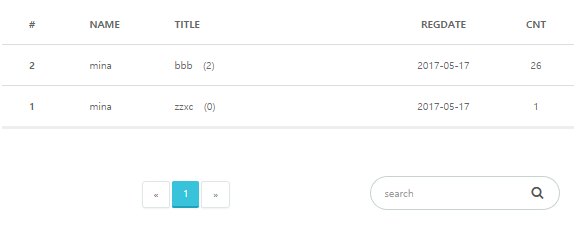 # NAME TITLE REGDATE CNT
2 mina bbb (2) 2017-05-17 26
1 mina zzxc (0) 2017-05-17 1
« 1 » search